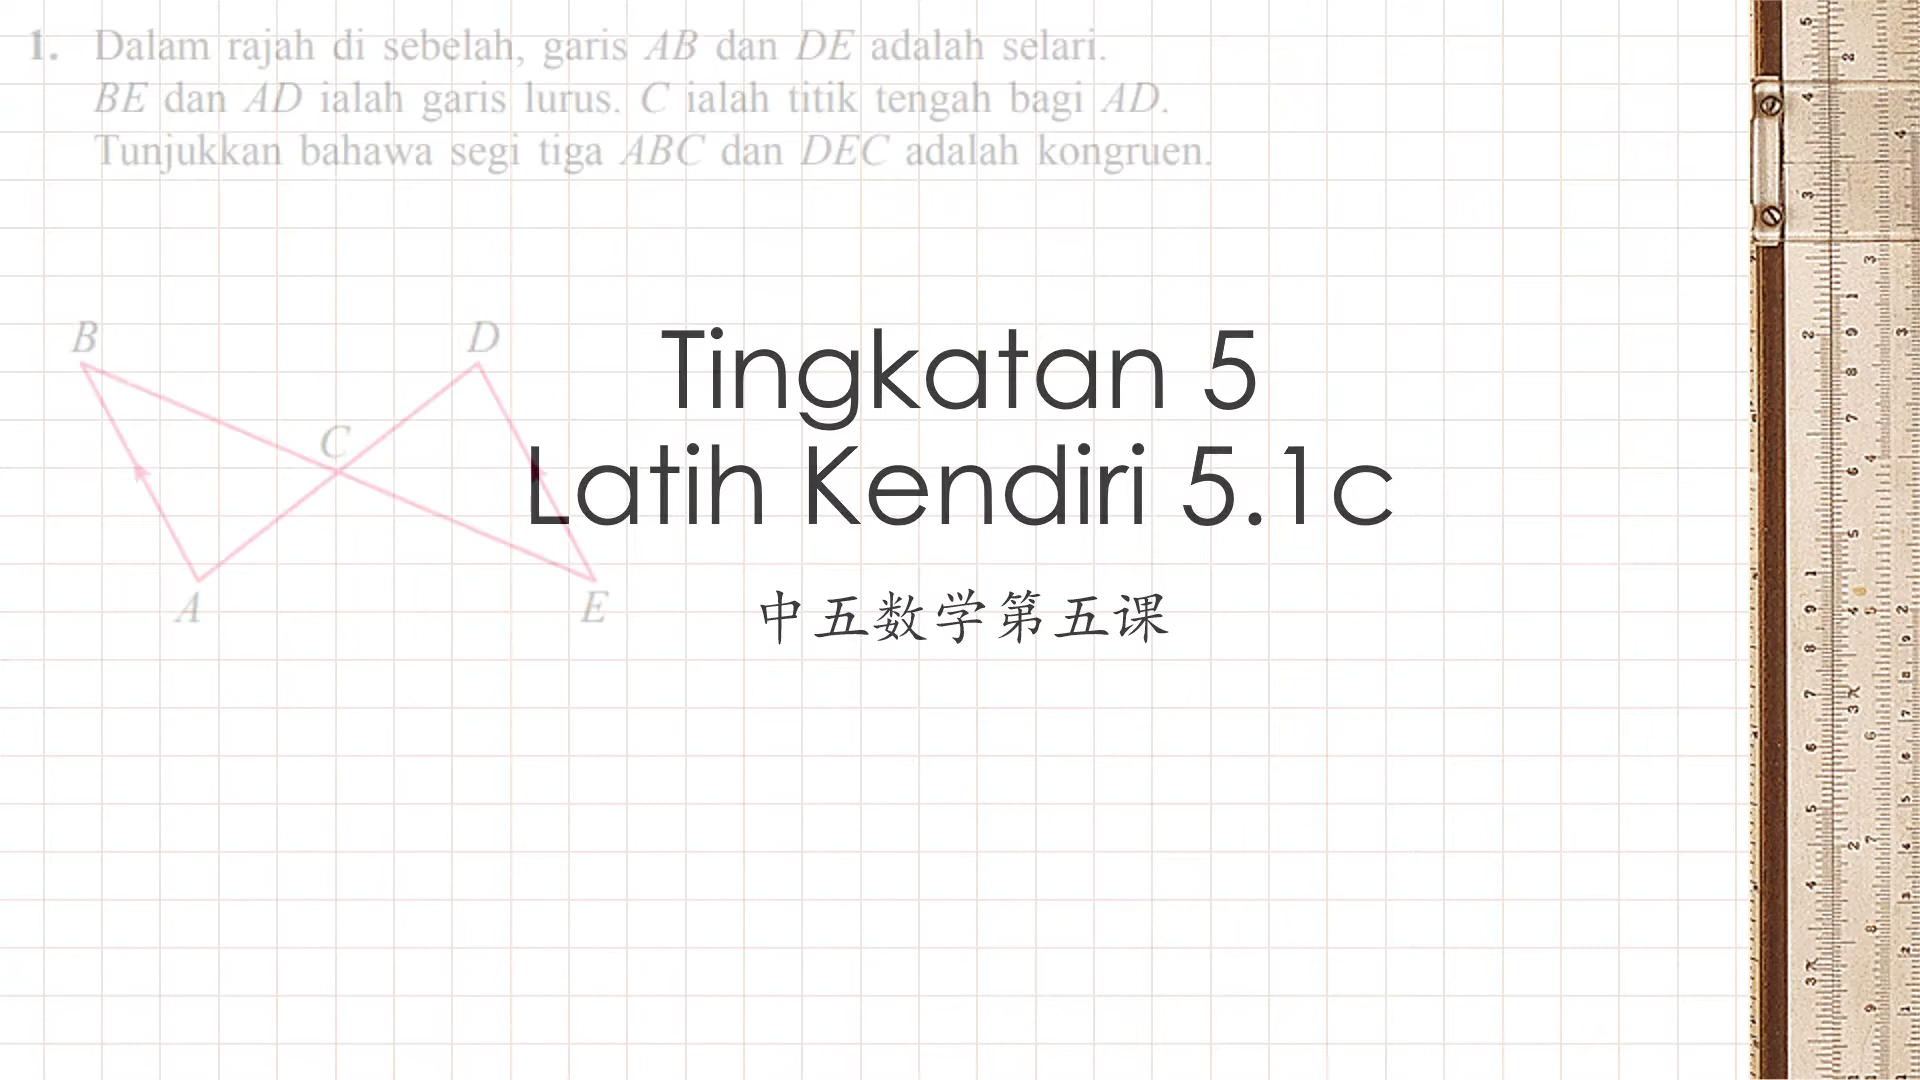 1. Dalam rajah di sebelah, garis AB dan DE adalah selari.
BE dan AD ialah garis lurus. C ialah titik tengah bagi AD.
Tunjukkan bahawa segi tiga ABC dan DEC adalah kongruen.
B
D
C
A
E
Tingkatan 5
Latih Kendiri 5.1c
中五数学第五课